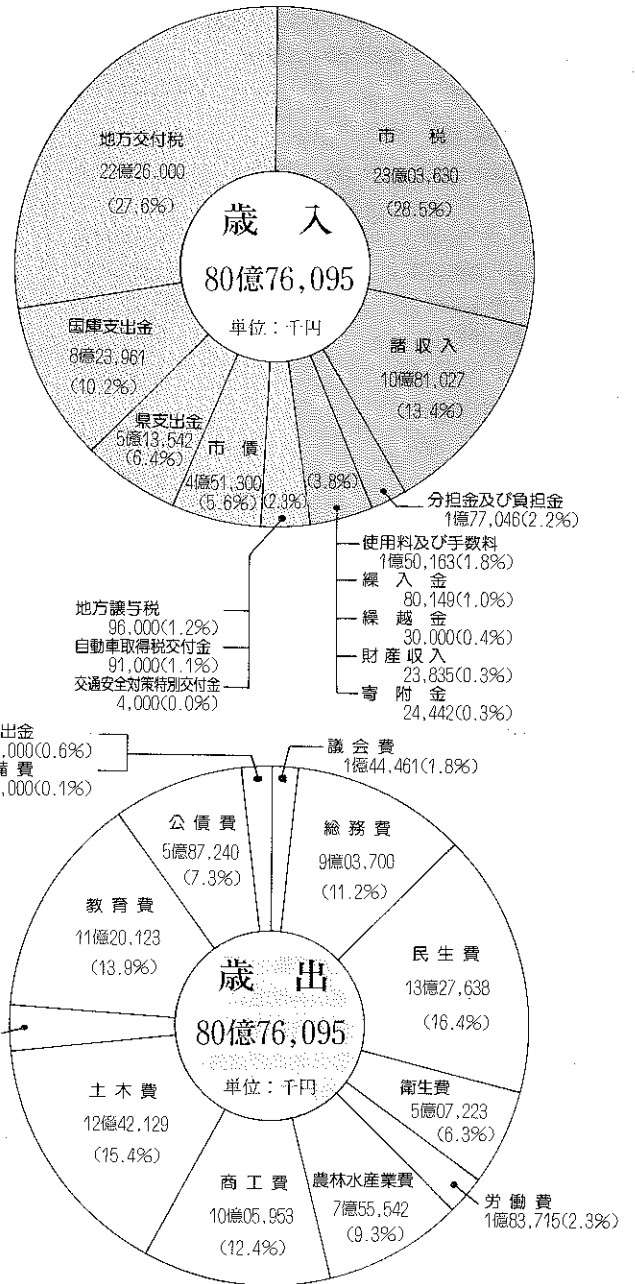 地方交付税
22億26,000
(27.6%)
市 税
23億03,630
(28.5%)
歳 入
80億76,095
単位：千円
国庫支出金
8億23,961
(10.2%)
諸収入
10億81,027
(13.4%)
県支出金
5億13,542
(6.4%)
市 債
4億51,300
(5.6%)
(2.3%)
(3.8%)
分担金及び負担金
1億77,046(2.2%)
使用料及び手数料
1億50,163(1.8%)
繰 入 金
80,149(1.0%)
繰 越 金
30,000(0.4%)
財産収入
23,835(0.3%)
寄 附 金
24,442(0.3%)
地方譲与税
96,000(1.2%)
自動車取得税交付金
91,000(1.1%)
交通安全対策特別交付金
4,000(0.0%)
出金
,000(0.6%)
備費
,000(0.1%)
議会費
1億44,461(1.8%)
公債費
5億87,240
(7.3%)
総務費
9億03,700
(11.2%)
教育費
11億20,123
(13.9%)
民生費
13億27,638
(16.4%)
歳 出
80億76,095
単位：千円
衛生費
5億07,223
(6.3%)
土木費
12億42,129
(15.4%)
商工費
10億05,953
(12.4%)
農林水産業費
7億55,542
(9.3%)
労働費
1億83,715(2.3%)